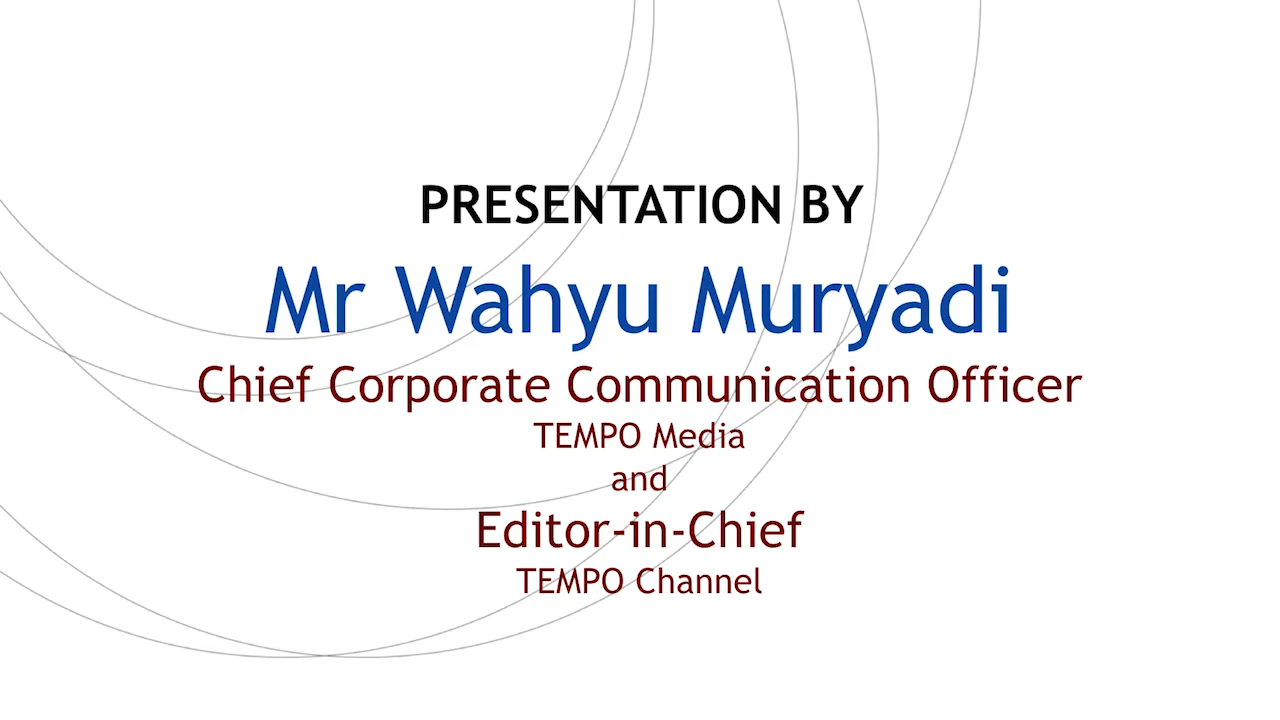 PRESENTATION BY
Mr Wahyu Muryadi
Chief Corporate Communication Officer
TEMPO Media
and
Editor-in-Chief
TEMPO Channel